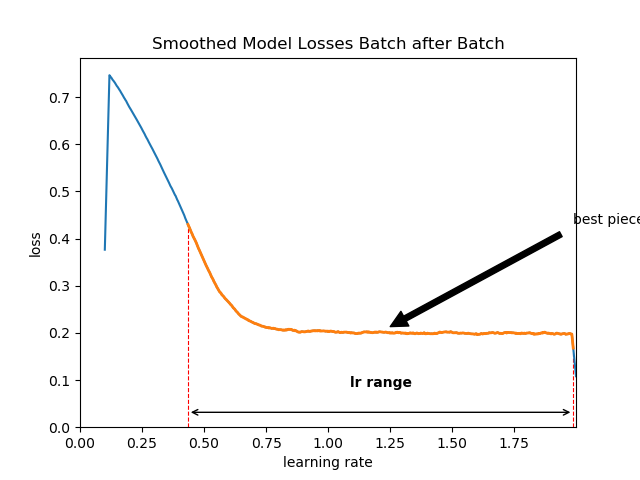 Smoothed Model Losses Batch after Batch
0.7
0.6
0.5
0.4
0.3
0.2
0.1
0.0
loss
best piece
lr range
0.00 0.25 0.50 0.75 1.00 1.25 1.50 1.75
learning rate